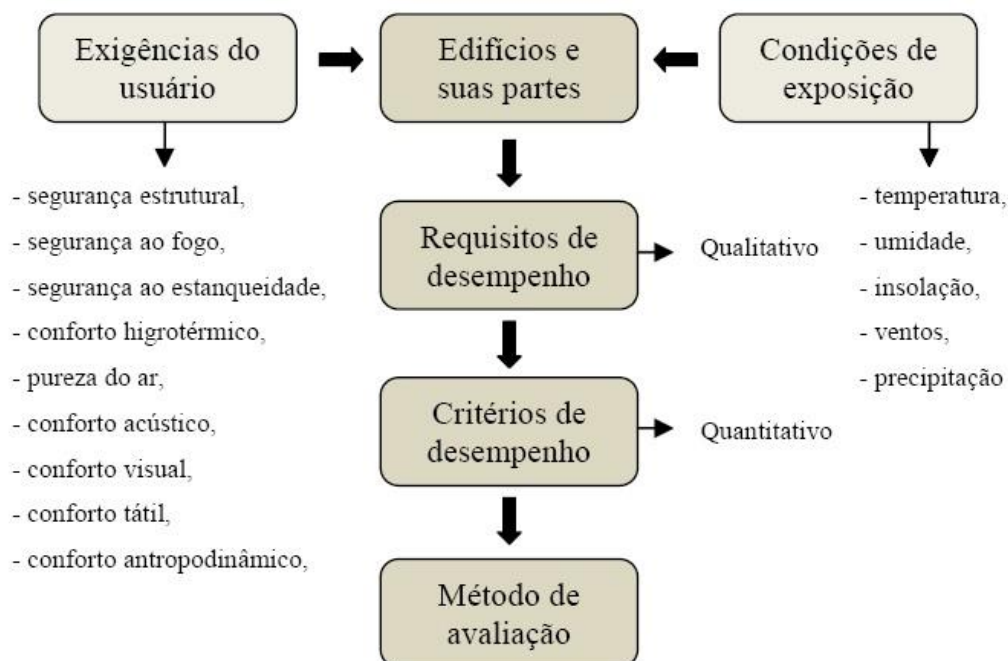 Exigências do
usuário
Edifícios e
suas partes
Condições de
exposição
- segurança estrutural,
- segurança ao fogo,
- segurança ao estanqueidade,
- conforto higrotérmico,
- pureza do ar,
- conforto acústico,
- conforto visual,
- conforto tátil,
- conforto antropodinâmico,
Requisitos de
desempenho
Qualitativo
Critérios de
desempenho
Quantitativo
Método de
avaliação
- temperatura,
- umidade,
- insolação,
- ventos,
- precipitação